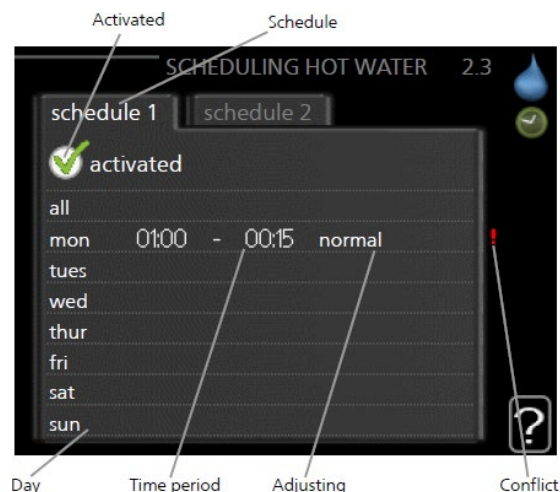 Activated Schedule
SCHEDULING HOT WATER 2.3
schedule 1 schedule 2
activated
all
mon 01:00 - 00:15 normal !
tues
wed
thur
fri
sat
sun
?
Day Time period Adjusting Conflict